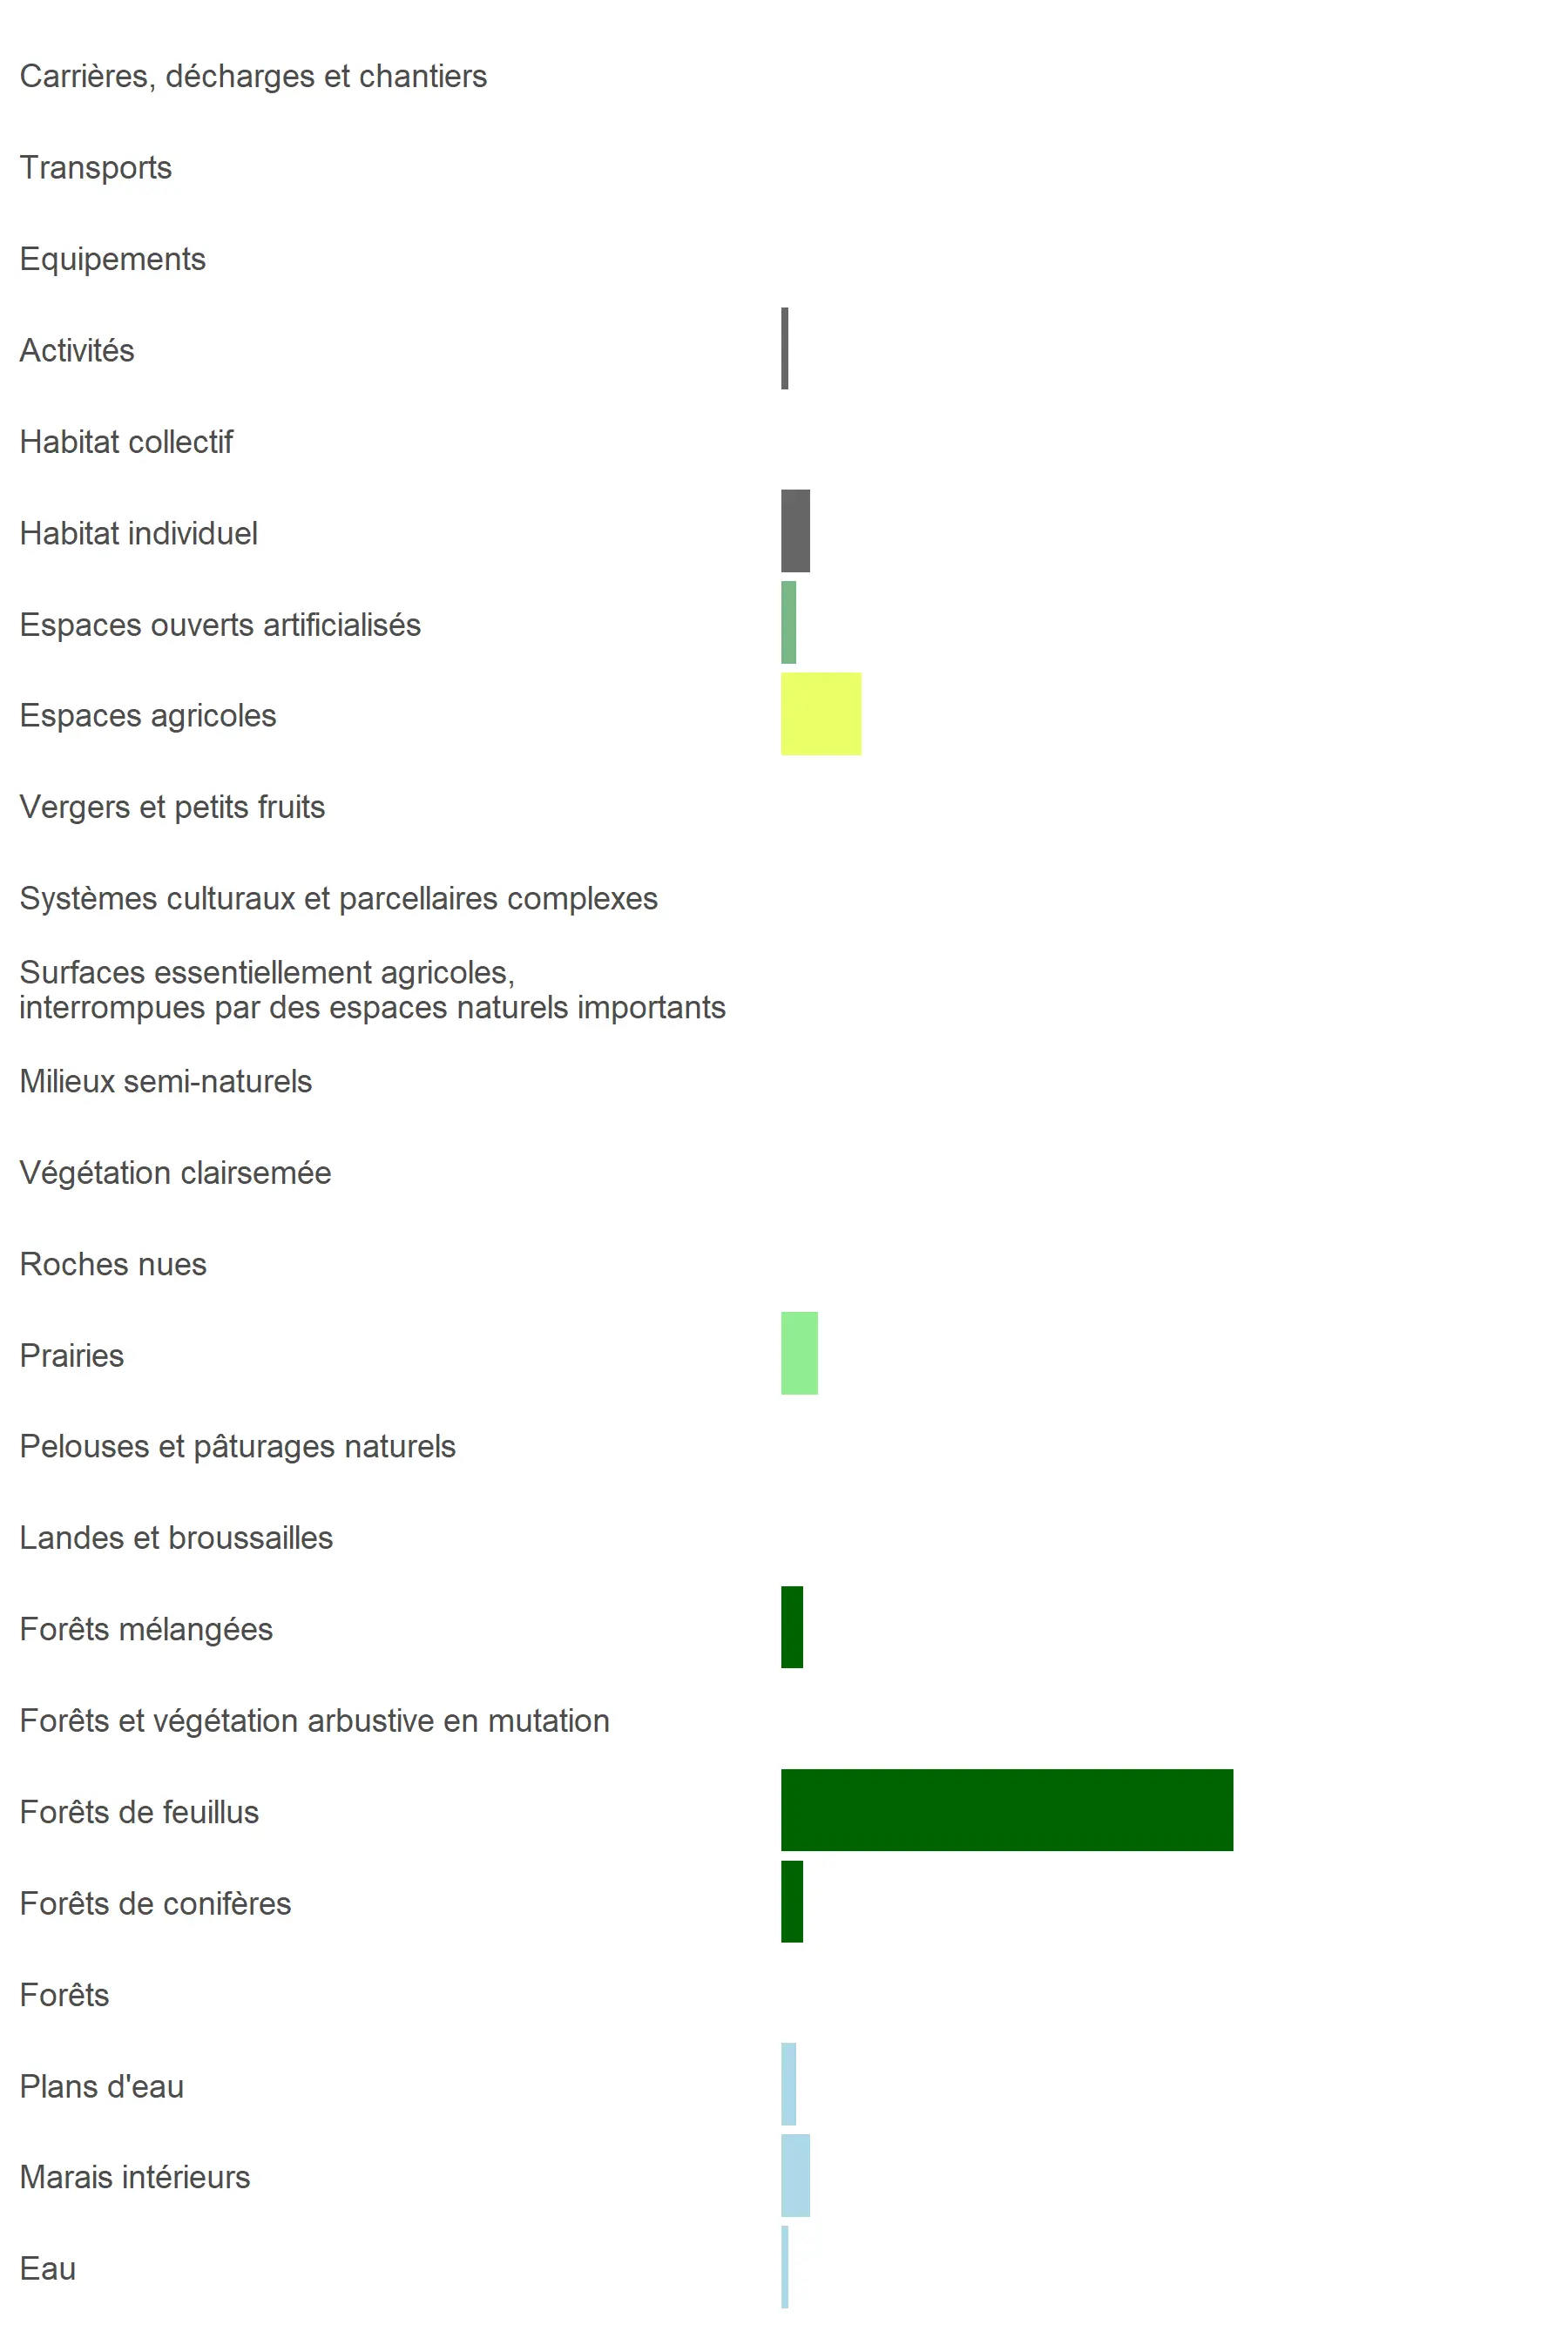 Carrières, décharges et chantiers
Transports
Equipements
Activités
Habitat collectif
Habitat individuel
Espaces ouverts artificialisés
Espaces agricoles
Vergers et petits fruits
Systèmes culturaux et parcellaires complexes
Surfaces essentiellement agricoles,
interrompues par des espaces naturels importants
Milieux semi-naturels
Végétation clairsemée
Roches nues
Prairies
Pelouses et pâturages naturels
Landes et broussailles
Forêts mélangées
Forêts et végétation arbustive en mutation
Forêts de feuillus
Forêts de conifères
Forêts
Plans d'eau
Marais intérieurs
Eau